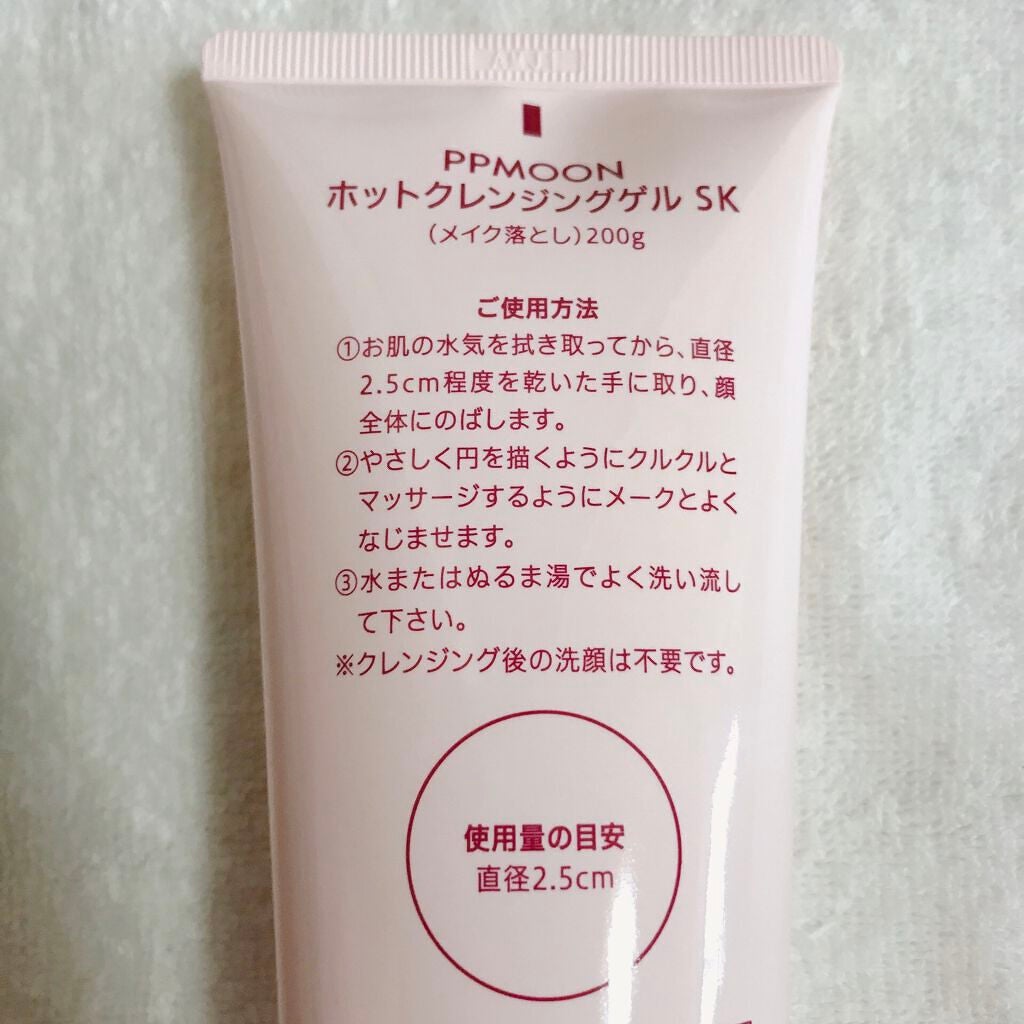 PPMOON
ホットクレンジングゲル SK
（メイク落とし）200g
ご使用方法
①お肌の水気を拭き取ってから、直径
2.5cm程度を乾いた手に取り、顔
全体にのばします。
②やさしく円を描くようにクルクルと
マッサージするようにメークとよく
なじませます。
③水またはぬるま湯でよく洗い流し
て下さい。
※クレンジング後の洗顔は不要です。
使用量の目安
直径2.5cm